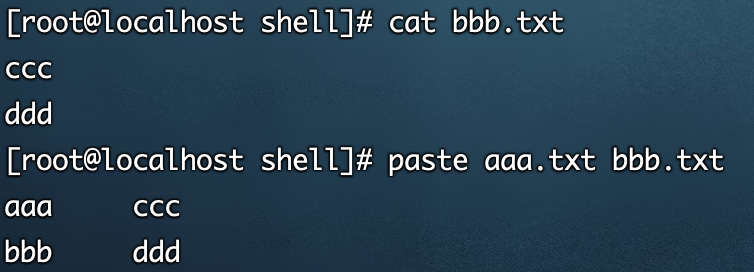 [root@localhost shell]# cat bbb.txt
ccc
ddd
[root@localhost shell]# paste aaa.txt bbb.txt
aaa     ccc
bbb     ddd